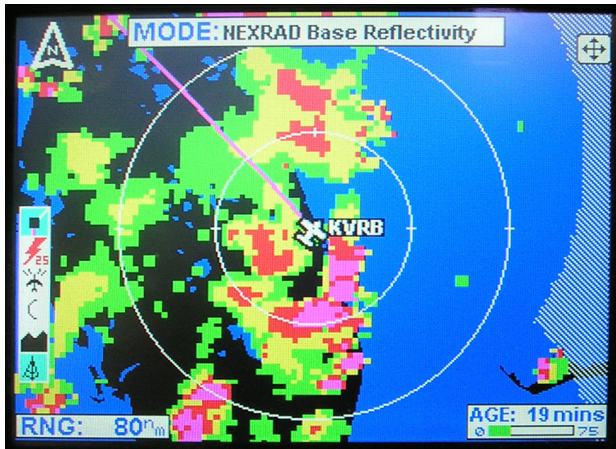 N
MODE: NEXRAD Base Reflectivity
KVRB
25
RNG: 80nm
AGE: 19 mins
0 75